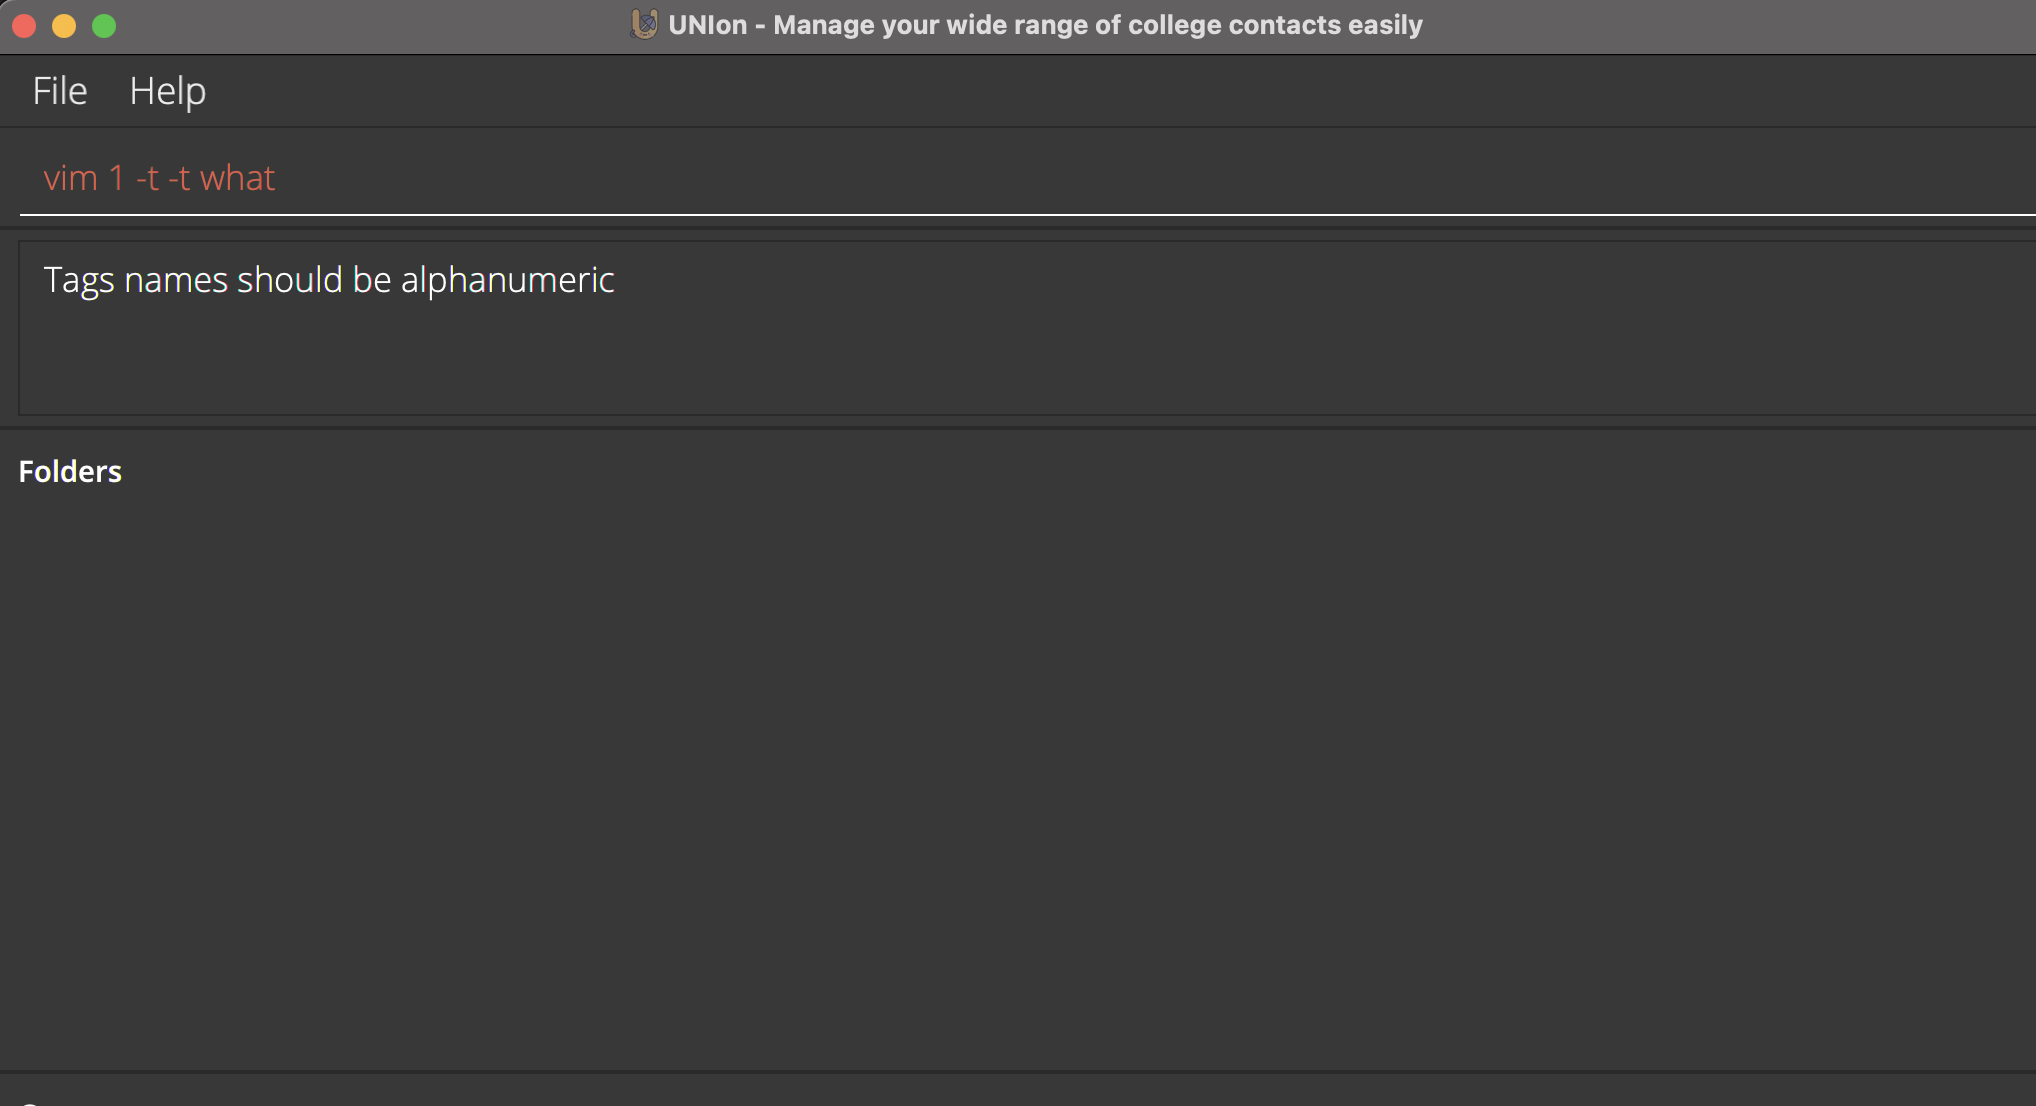 UNIon - Manage your wide range of college contacts easily
File Help
vim 1 -t -t what
Tags names should be alphanumeric
Folders